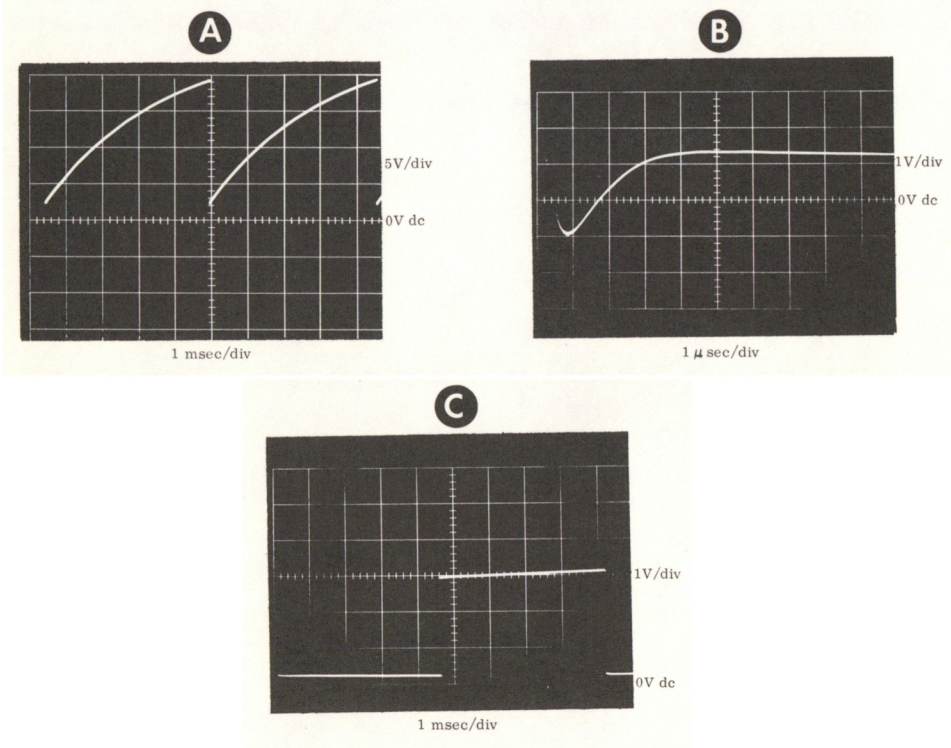 A
B
5V/div
0V dc
1 msec/div
1V/div
0V dc
1 μ sec/div
C
1V/div
0V dc
1 msec/div